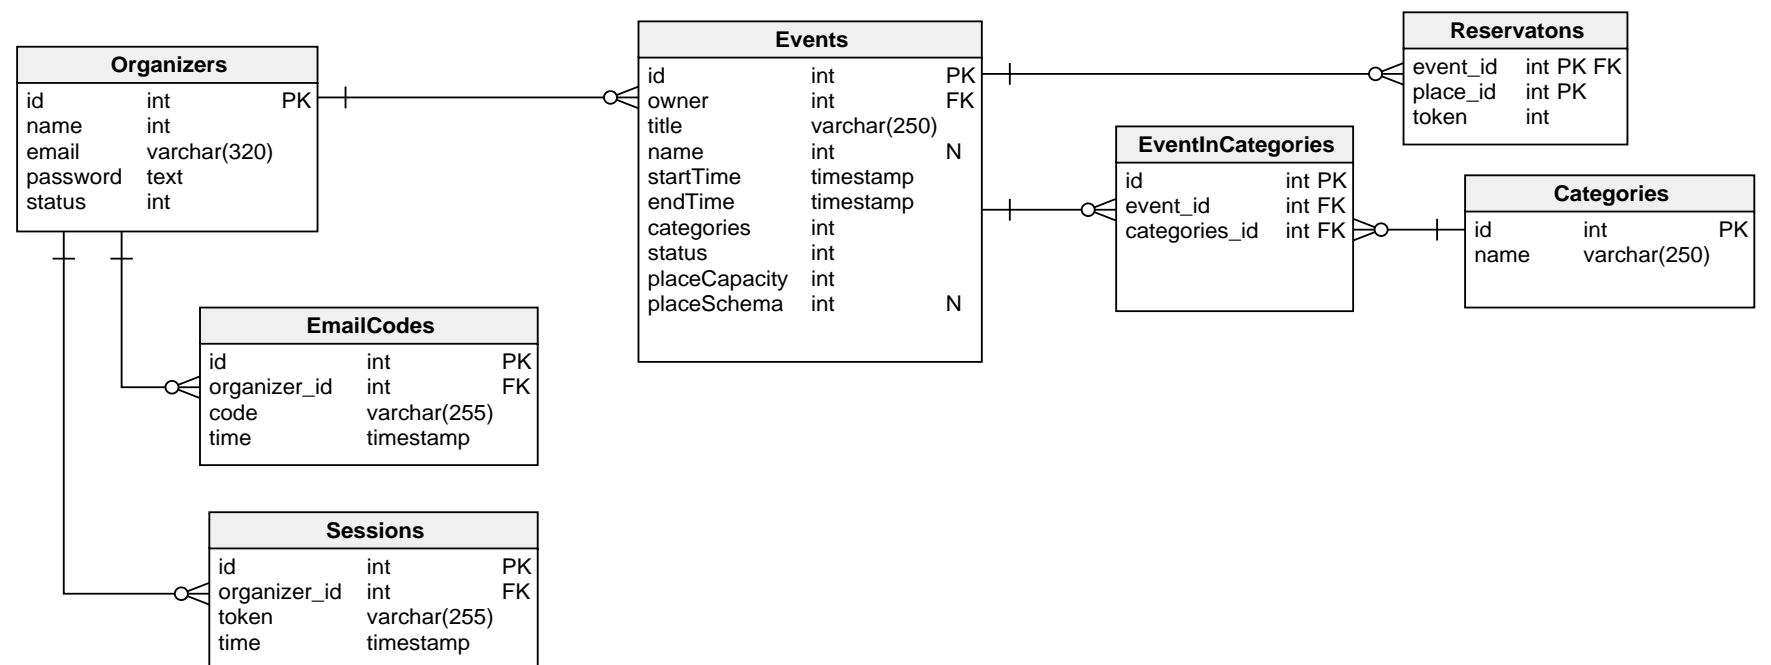 Organizers
id int PK
name int
email varchar(320)
password text
status int
Events
id int PK
owner int FK
title varchar(250)
name int N
startTime timestamp
endTime timestamp
categories int
status int
placeCapacity int
placeSchema int N
Reservatons
event_id int PK FK
place_id int PK
token int
EventInCategories
id int PK
event_id int FK
categories_id int FK
Categories
id int PK
name varchar(250)
EmailCodes
id int PK
organizer_id int FK
code varchar(255)
time timestamp
Sessions
id int PK
organizer_id int FK
token varchar(255)
time timestamp